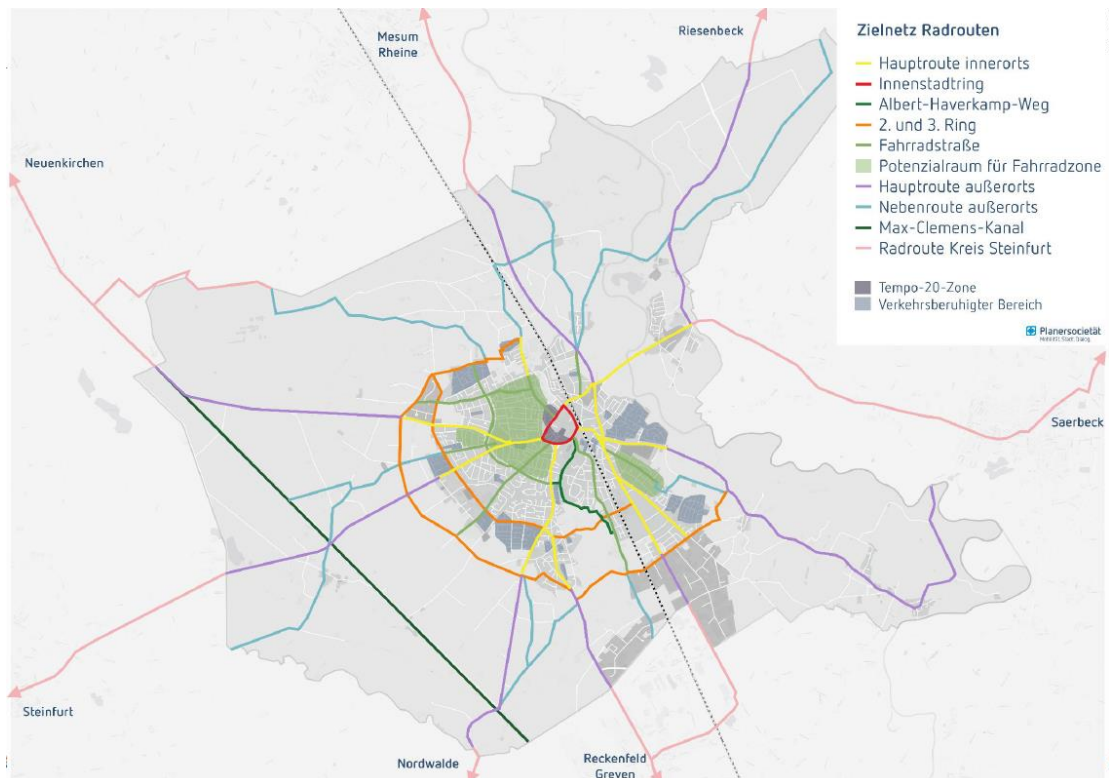 Mesum
Rheine
Riesenbeck
Neuenkirchen
Saerbeck
Steinfurt
Nordwalde
Reckenfeld
Greven
Zielnetz Radrouten
Hauptroute innerorts
Innenstadtring
Albert-Haverkamp-Weg
2. und 3. Ring
Fahrradstraße
Potenzialraum für Fahrradzone
Hauptroute außerorts
Nebenroute außerorts
Max-Clemens-Kanal
Radroute Kreis Steinfurt
Tempo-20-Zone
Verkehrsberuhigter Bereich
Planersocietät